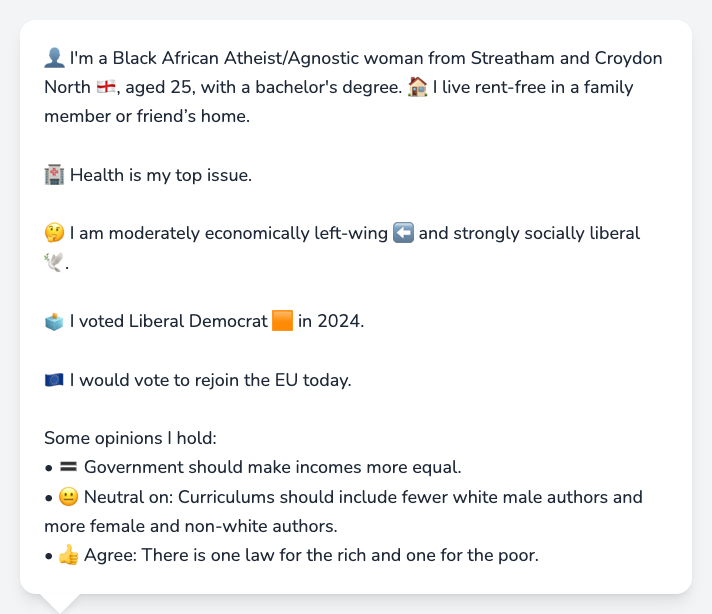 👤 I'm a Black African Atheist/Agnostic woman from Streatham and Croydon
North 🏴󠁧󠁢󠁥󠁮󠁧󠁿, aged 25, with a bachelor's degree. 🏠 I live rent-free in a family
member or friend’s home.
🏥 Health is my top issue.
🤔 I am moderately economically left-wing ⬅️ and strongly socially liberal
🕊️.
🗳️ I voted Liberal Democrat 🟧 in 2024.
🇪🇺 I would vote to rejoin the EU today.
Some opinions I hold:
• 🟰 Government should make incomes more equal.
• 😐 Neutral on: Curriculums should include fewer white male authors and
more female and non-white authors.
• 👍 Agree: There is one law for the rich and one for the poor.